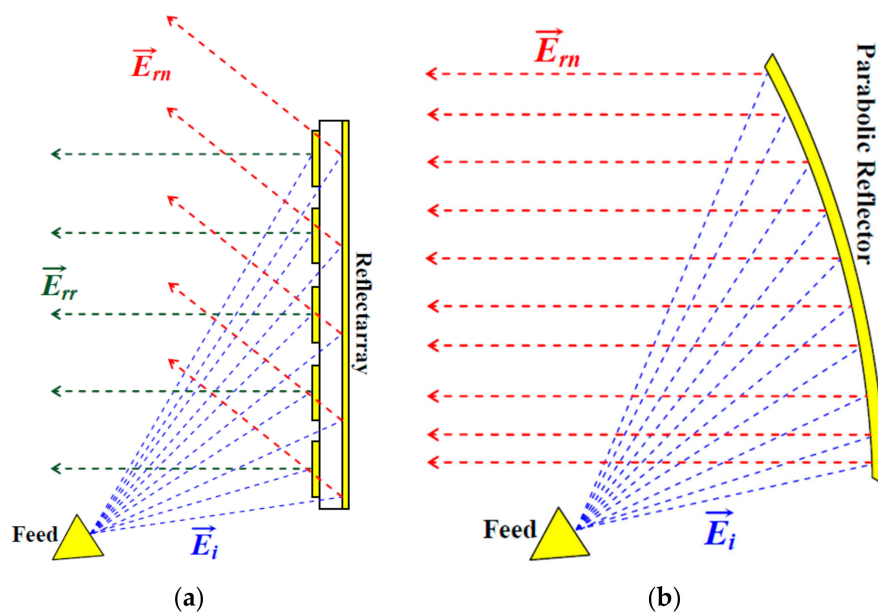 E⃗rn
E⃗rr
Reflectarray
Feed
E⃗i
(a)
E⃗rn
Parabolic Reflector
Feed
E⃗i
(b)